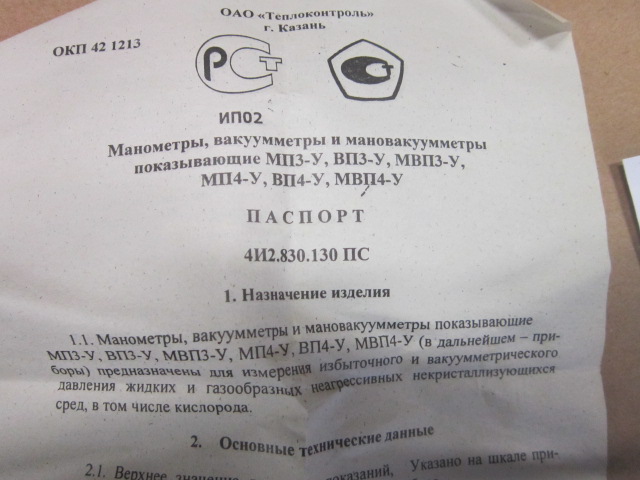 ОАО «Теплоконтроль»
г. Казань
ОКП 42 1213
РСТ
ИП02
Манометры, вакуумметры и мановакуумметры
показывающие МП3-У, ВП3-У, МВП3-У,
МП4-У, ВП4-У, МВП4-У
ПАСПОРТ
4И2.830.130 ПС
1. Назначение изделия
1.1. Манометры, вакуумметры и мановакуумметры показывающие
МП3-У, ВП3-У, МВП3-У, МП4-У, ВП4-У, МВП4-У (в дальнейшем – при-
боры) предназначены для измерения избыточного и вакуумметрического
давления жидких и газообразных неагрессивных некристаллизующихся
сред, в том числе кислорода.
2. Основные технические данные
2.1. Верхнее значение показаний, Указано на шкале при-